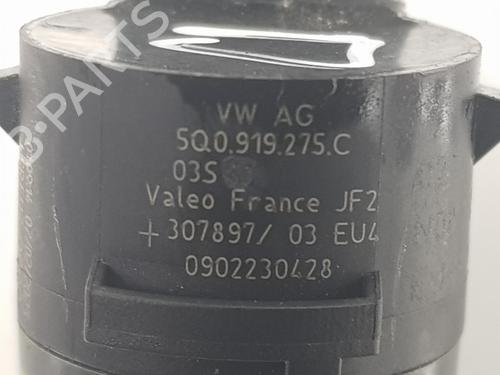 VW AG
5Q0.919.275.C
03S
Valeo France JF2
+307897/ 03 EU4
0902230428
B-PARTS